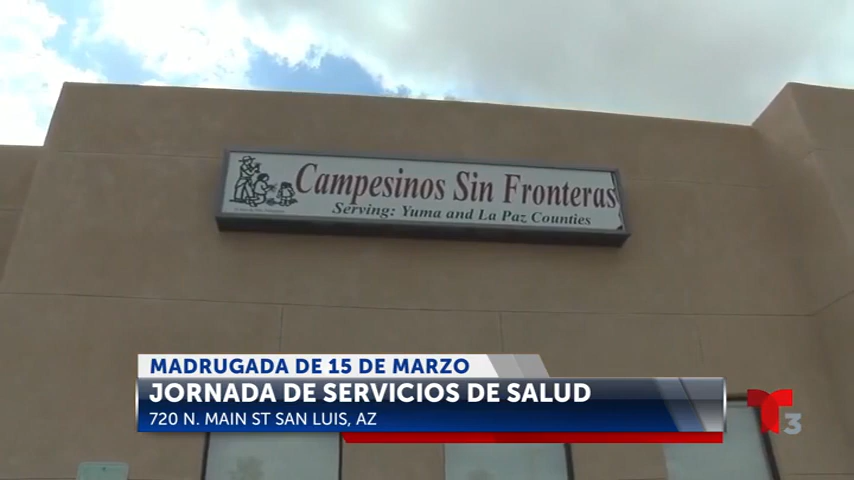 Campesinos Sin Fronteras
Serving: Yuma and La Paz Counties
MADRUGADA DE 15 DE MARZO
JORNADA DE SERVICIOS DE SALUD
720 N. MAIN ST SAN LUIS, AZ
3